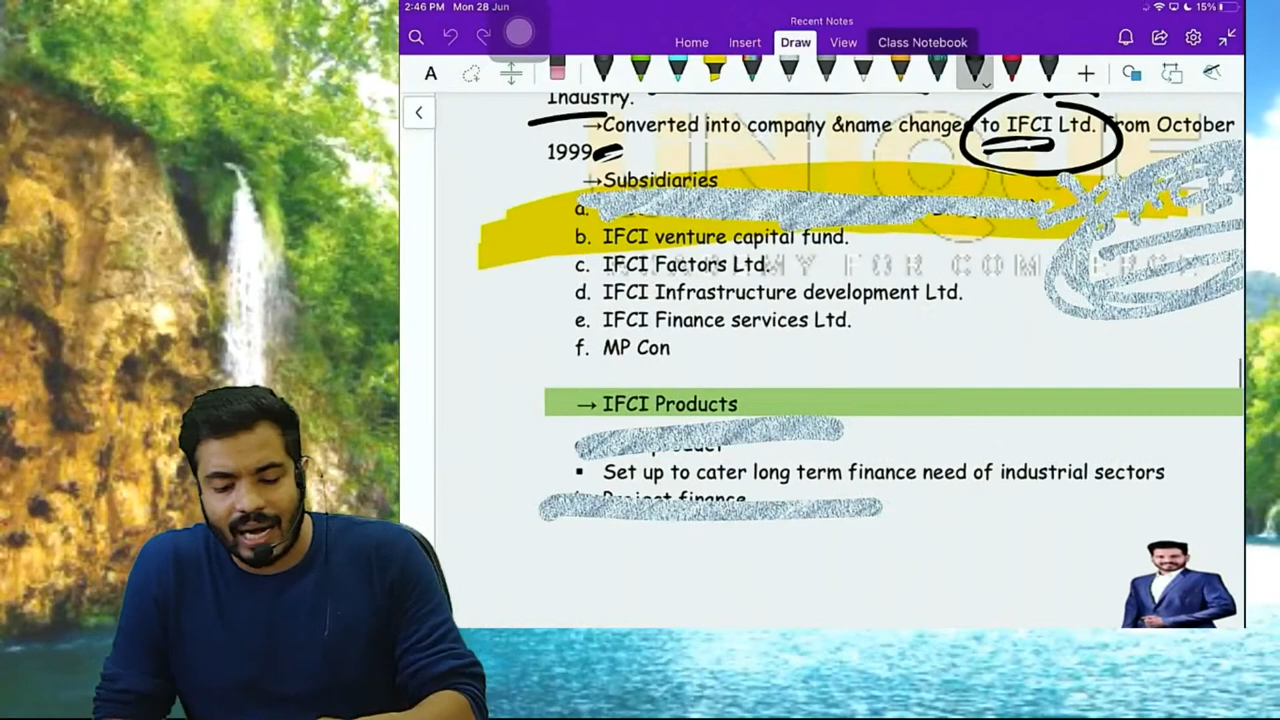 2:46 PM Mon 28 Jun
15%
Recent Notes
Home Insert Draw View Class Notebook
A
Industry.
→Converted into company &name changed to IFCI Ltd. From October
1999
→Subsidiaries
a.
b. IFCI venture capital fund.
c. IFCI Factors Ltd.
d. IFCI Infrastructure development Ltd.
e. IFCI Finance services Ltd.
f. MP Con
→ IFCI Products
▪ Set up to cater long term finance need of industrial sectors
Project finance